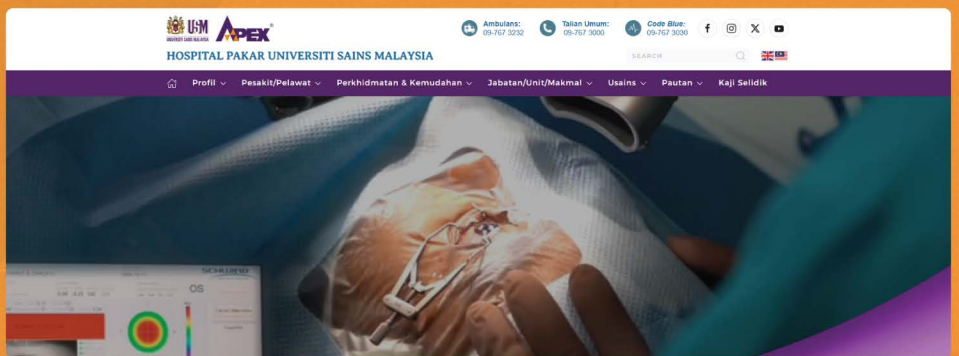 USM APEX
UNIVERSITI SAINS MALAYSIA
HOSPITAL PAKAR UNIVERSITI SAINS MALAYSIA
Ambulans:
09-767 3232
Talian Umum:
09-767 3000
Code Blue:
09-767 3030
SEARCH
Profil
Pesakit/Pelawat
Perkhidmatan & Kemudahan
Jabatan/Unit/Makmal
Usains
Pautan
Kaji Selidik
SCHWIND
OS